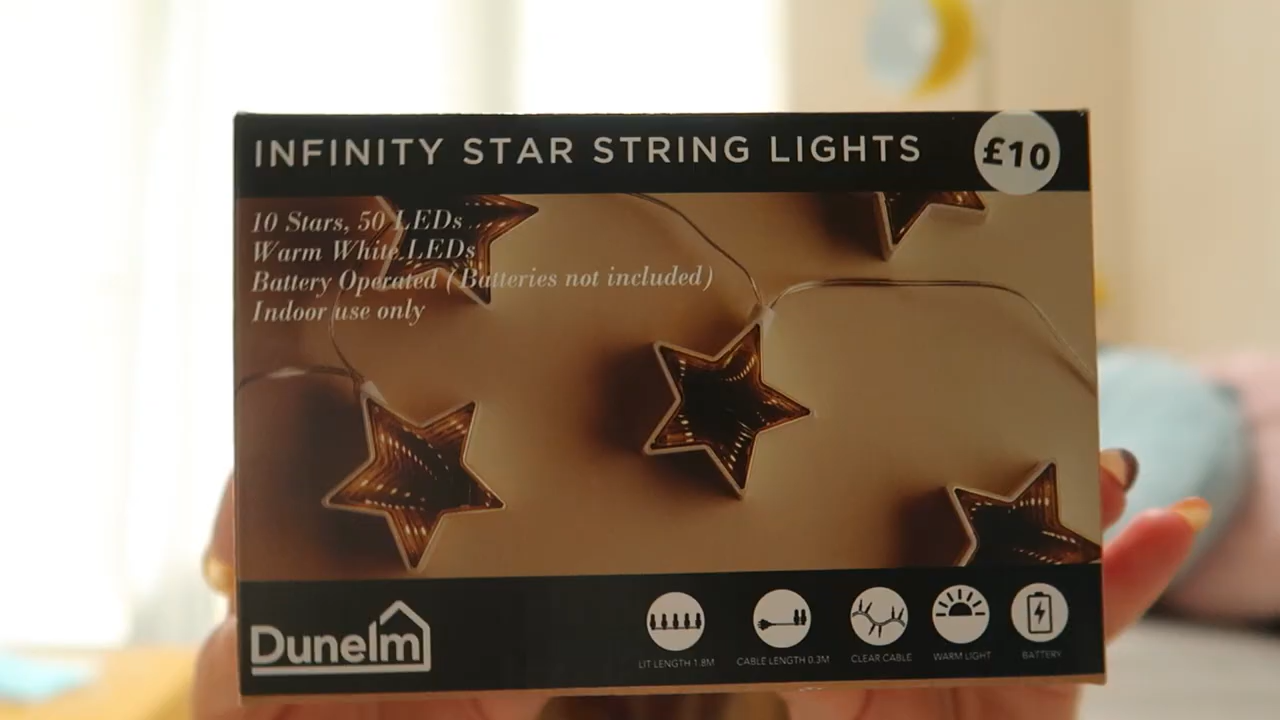 INFINITY STAR STRING LIGHTS
£10
10 Stars, 50 LEDs
Warm White LEDs
Battery Operated (Batteries not included)
Indoor use only
Dunelm
LIT LENGTH 1.8M
CABLE LENGTH 0.3M
CLEAR CABLE
WARM LIGHT
BATTERY